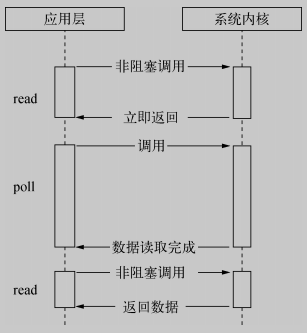 应用层 系统内核
非阻塞调用
read
立即返回
调用
poll
数据读取完成
非阻塞调用
read
返回数据